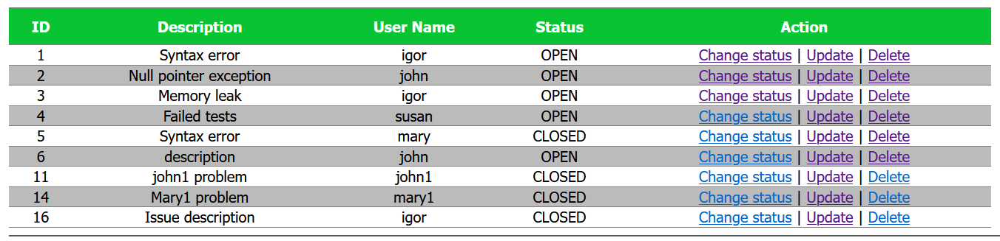 ID Description User Name Status Action
1 Syntax error igor OPEN Change status | Update | Delete
2 Null pointer exception john OPEN Change status | Update | Delete
3 Memory leak igor OPEN Change status | Update | Delete
4 Failed tests susan OPEN Change status | Update | Delete
5 Syntax error mary CLOSED Change status | Update | Delete
6 description john OPEN Change status | Update | Delete
11 john1 problem john1 CLOSED Change status | Update | Delete
14 Mary1 problem mary1 CLOSED Change status | Update | Delete
16 Issue description igor CLOSED Change status | Update | Delete